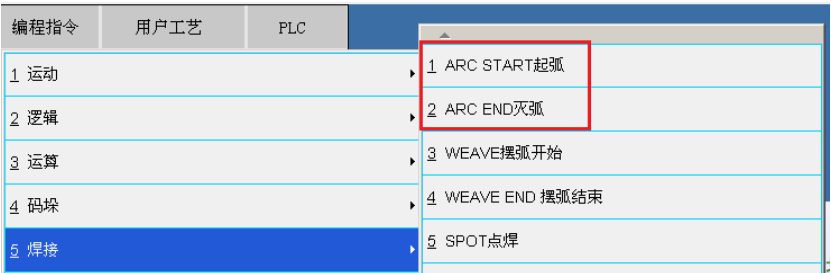 编程指令 用户工艺 PLC
1 运动
2 逻辑
3 运算
4 码垛
5 焊接
1 ARC START起弧
2 ARC END灭弧
3 WEAVE摆弧开始
4 WEAVE END 摆弧结束
5 SPOT点焊